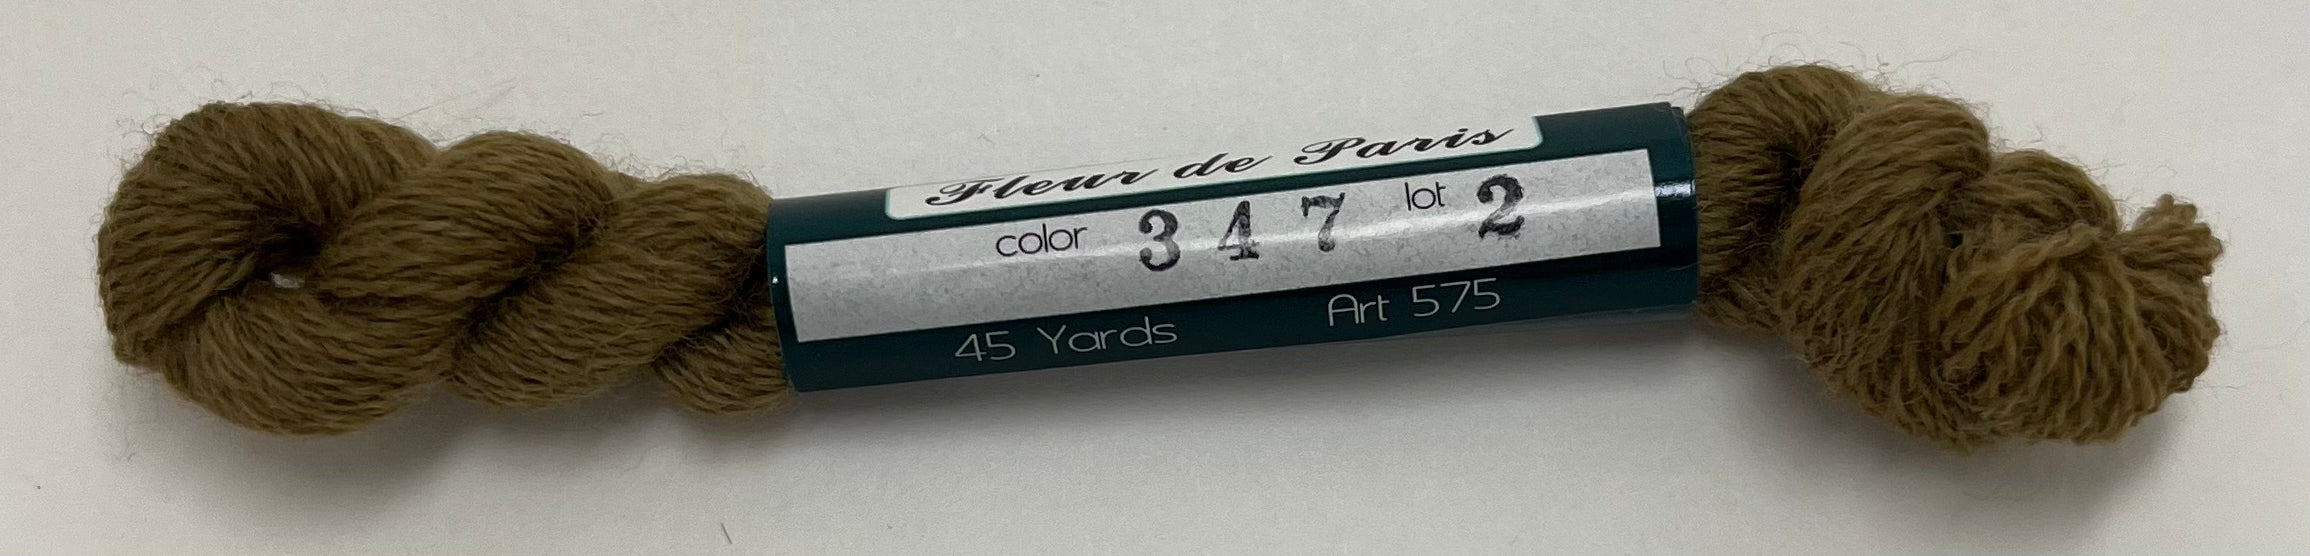 Fleur de Paris
color 347 lot 2
45 Yards Art 575